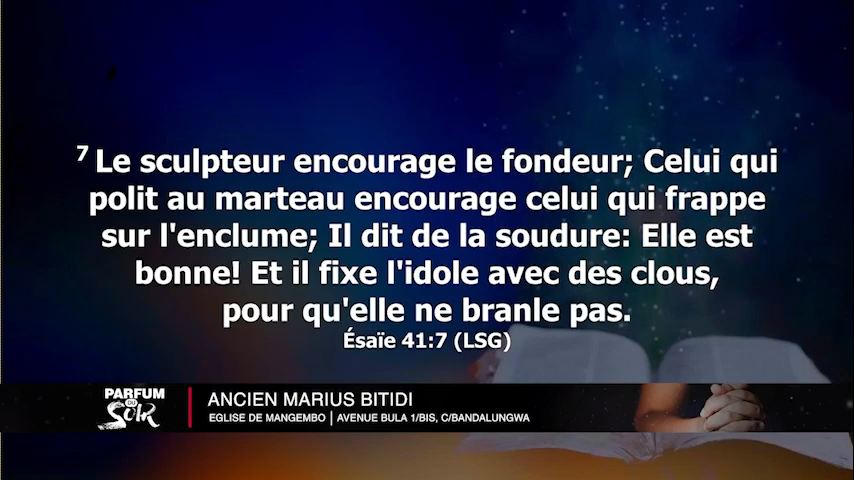 7 Le sculpteur encourage le fondeur; Celui qui
polit au marteau encourage celui qui frappe
sur l'enclume; Il dit de la soudure: Elle est
bonne! Et il fixe l'idole avec des clous,
pour qu'elle ne branle pas.
Ésaïe 41:7 (LSG)
PARFUM
DU
SOIR
ANCIEN MARIUS BITIDI
EGLISE DE MANGEMBO | AVENUE BULA 1/BIS, C/BANDALUNGWA